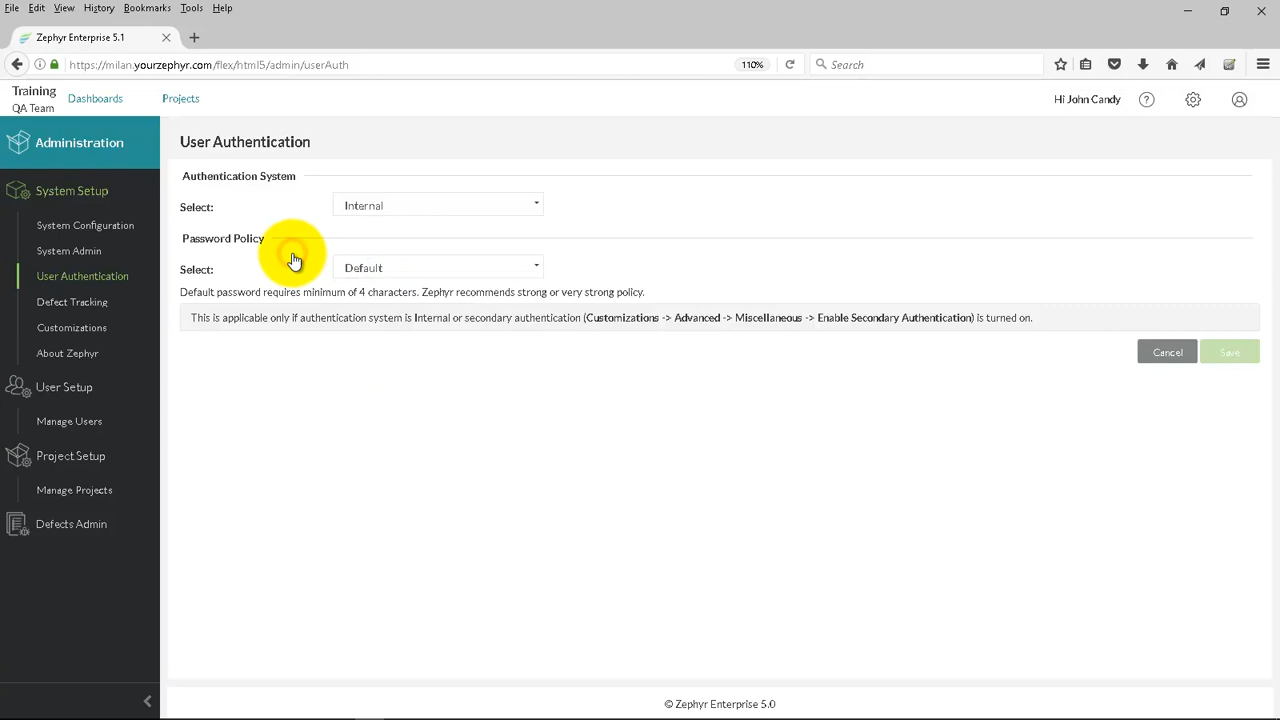 File Edit View History Bookmarks Tools Help
Zephyr Enterprise 5.1
https://milan.yourzephyr.com/flex/html5/admin/userAuth
110%
Search
Training
QA Team
Dashboards
Projects
Hi John Candy
Administration
System Setup
System Configuration
System Admin
User Authentication
Defect Tracking
Customizations
About Zephyr
User Setup
Manage Users
Project Setup
Manage Projects
Defects Admin
User Authentication
Authentication System
Select:
Internal
Password Policy
Select:
Default
Default password requires minimum of 4 characters. Zephyr recommends strong or very strong policy.
This is applicable only if authentication system is Internal or secondary authentication (Customizations -> Advanced -> Miscellaneous -> Enable Secondary Authentication) is turned on.
Cancel
Save
© Zephyr Enterprise 5.0